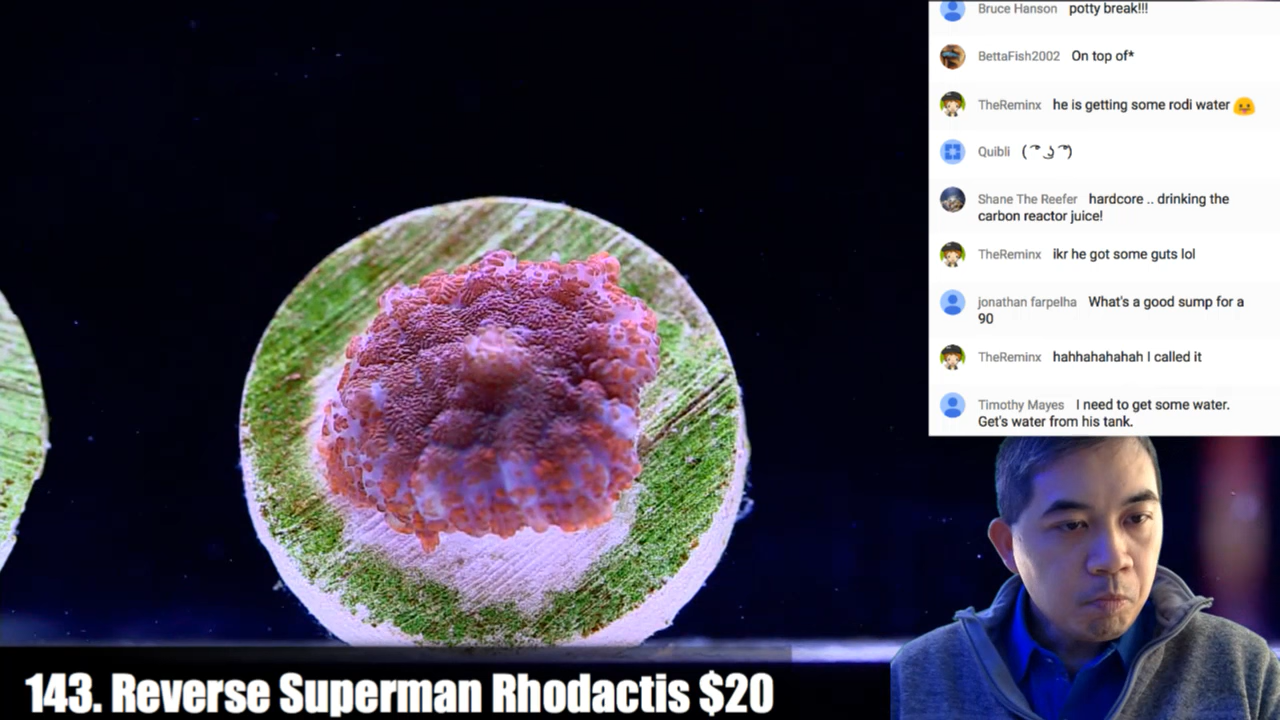 Bruce Hanson potty break!!!
BettaFish2002 On top of*
TheReminx he is getting some rodi water
Quibli ( ͡° ͜ʖ ͡°)
Shane The Reefer hardcore .. drinking the
carbon reactor juice!
TheReminx ikr he got some guts lol
jonathan farpelha What's a good sump for a
90
TheReminx hahhahahahah I called it
Timothy Mayes I need to get some water.
Get's water from his tank.
143. Reverse Superman Rhodactis $20